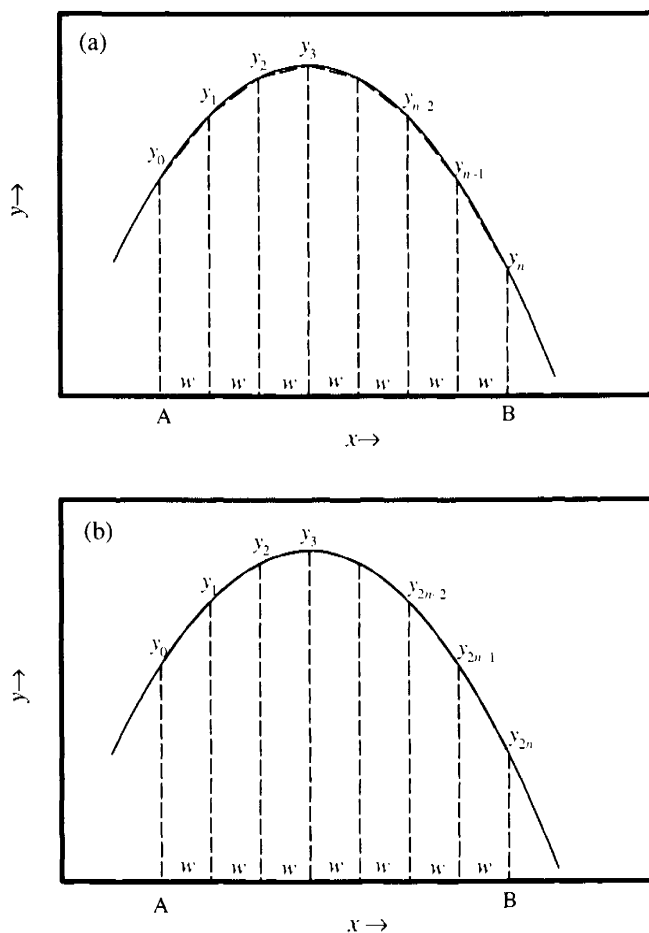 (a)
y₃
y₂
y₁ yₙ₋₂
y₀ yₙ₋₁
y→
yₙ
w w w w w w w
A B
x→
(b)
y₃
y₂
y₁ y₂ₙ₋₂
y₀ y₂ₙ₋₁
y→
y₂ₙ
w w w w w w w
A B
x→